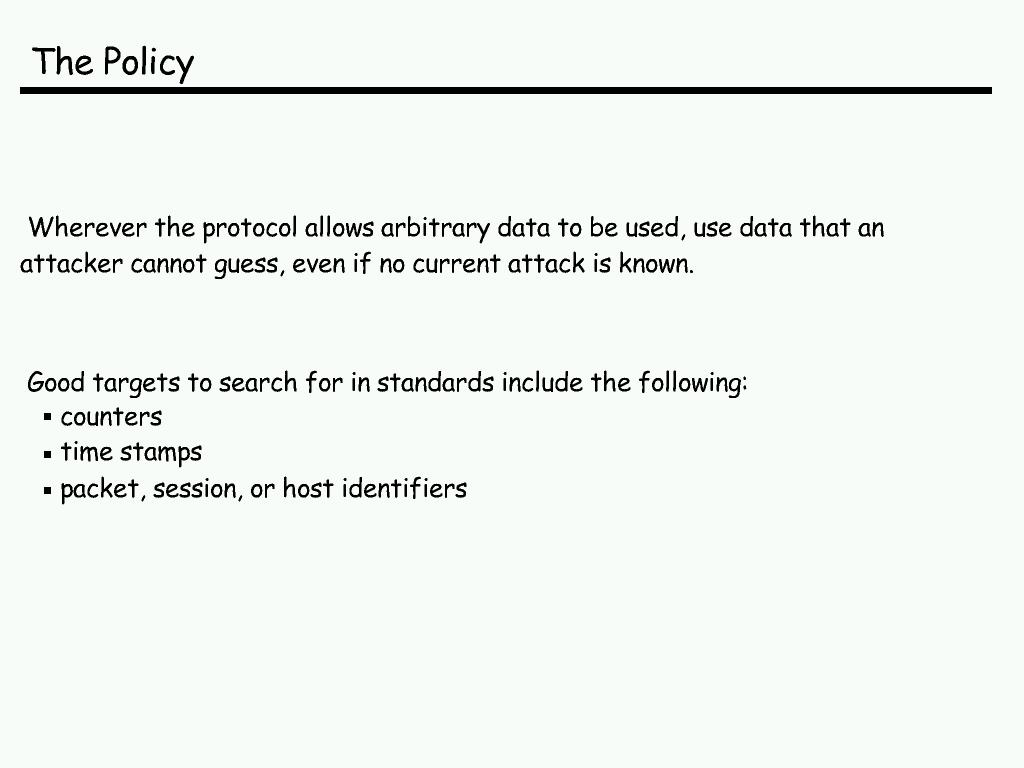 The Policy
Wherever the protocol allows arbitrary data to be used, use data that an
attacker cannot guess, even if no current attack is known.
Good targets to search for in standards include the following:
▪ counters
▪ time stamps
▪ packet, session, or host identifiers